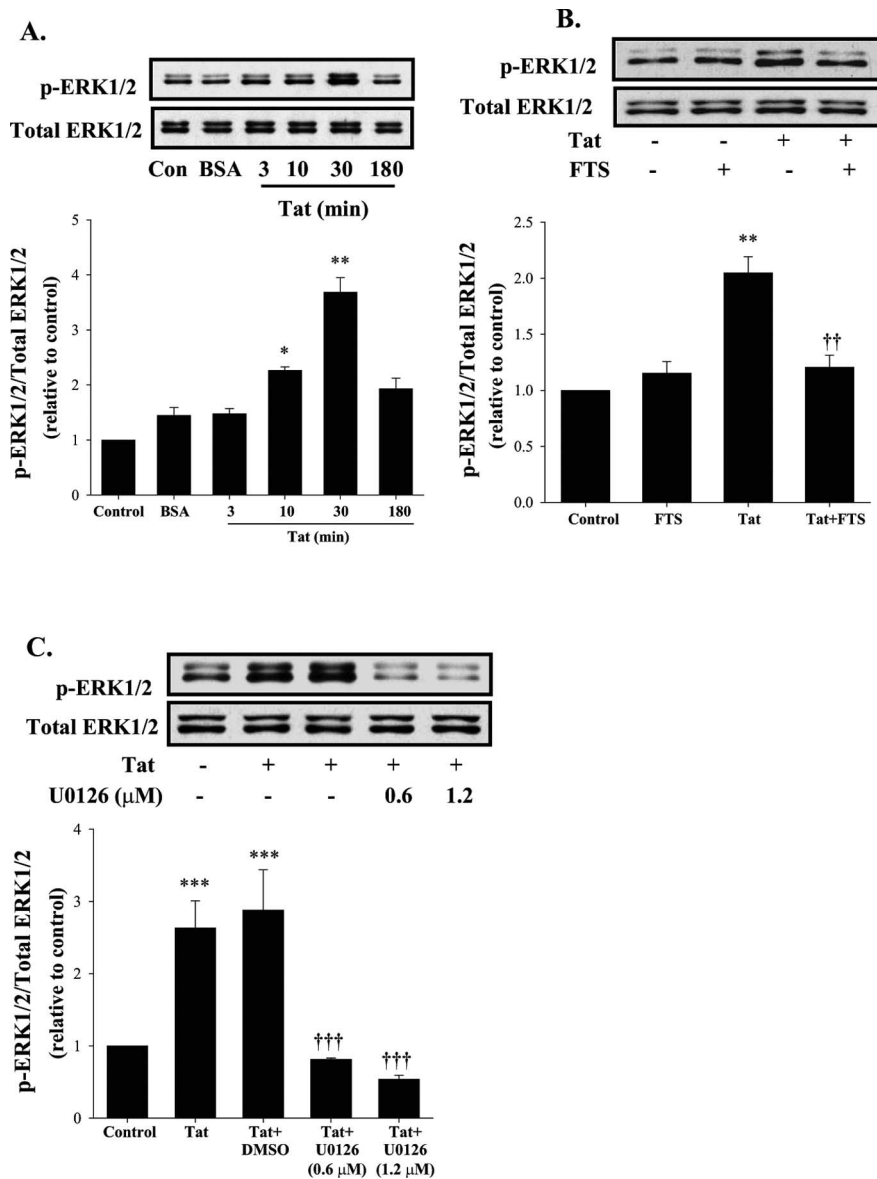 A.
p-ERK1/2
Total ERK1/2
Con BSA 3 10 30 180
Tat (min)
p-ERK1/2/Total ERK1/2
(relative to control)
5
4
3
2
1
0
**
*
Control BSA 3 10 30 180
Tat (min)
B.
p-ERK1/2
Total ERK1/2
Tat - - + +
FTS - + - +
p-ERK1/2/Total ERK1/2
(relative to control)
2.5
2.0
1.5
1.0
0.5
0.0
**
††
Control FTS Tat Tat+FTS
C.
p-ERK1/2
Total ERK1/2
Tat - + + + +
U0126 (μM) - - - 0.6 1.2
p-ERK1/2/Total ERK1/2
(relative to control)
4
3
2
1
0
***
***
†††
†††
Control Tat Tat+ Tat+ Tat+
DMSO U0126 U0126
(0.6 μM) (1.2 μM)